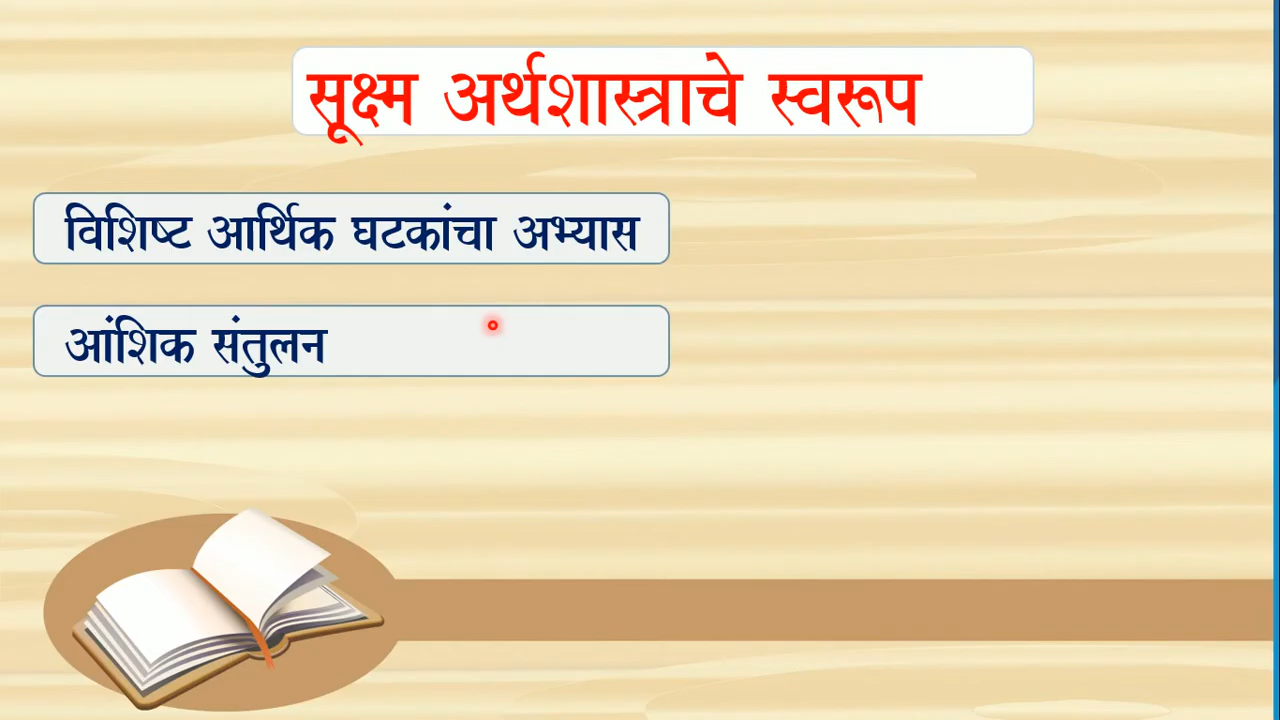 सूक्ष्म अर्थशास्त्राचे स्वरूप
विशिष्ट आर्थिक घटकांचा अभ्यास
आंशिक संतुलन